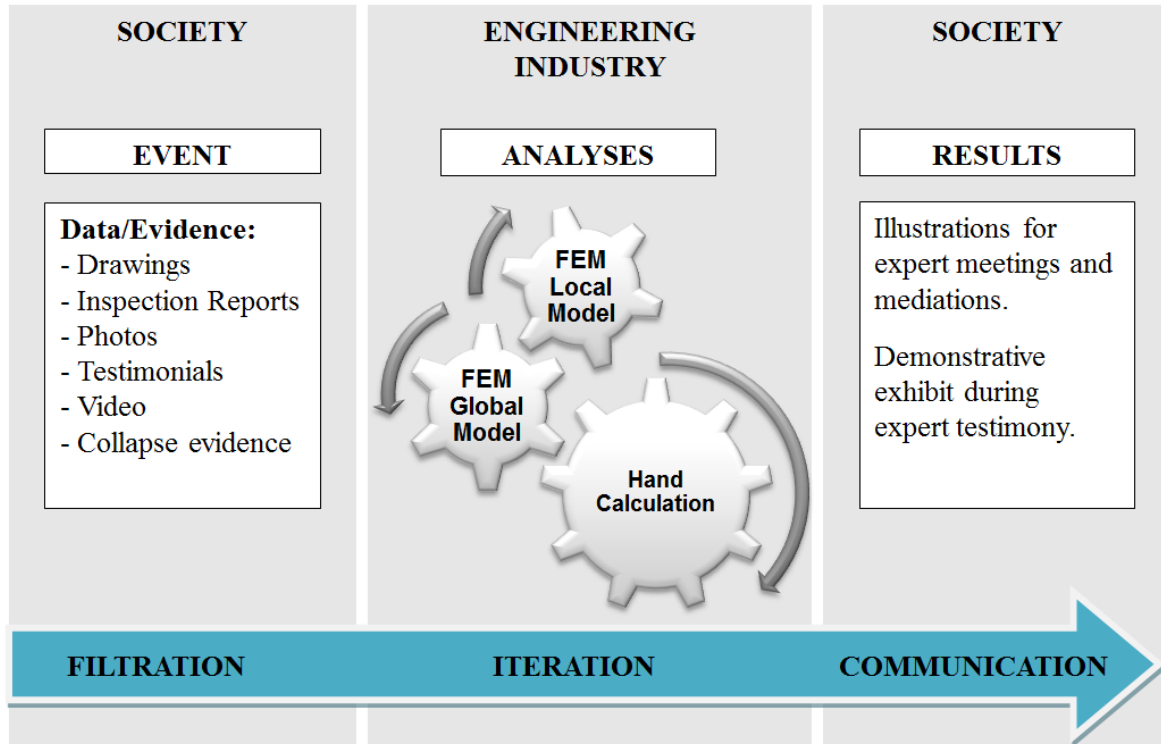 SOCIETY
EVENT
Data/Evidence:
- Drawings
- Inspection Reports
- Photos
- Testimonials
- Video
- Collapse evidence
FILTRATION
ENGINEERING
INDUSTRY
ANALYSES
FEM
Local
Model
FEM
Global
Model
Hand
Calculation
ITERATION
SOCIETY
RESULTS
Illustrations for
expert meetings and
mediations.
Demonstrative
exhibit during
expert testimony.
COMMUNICATION